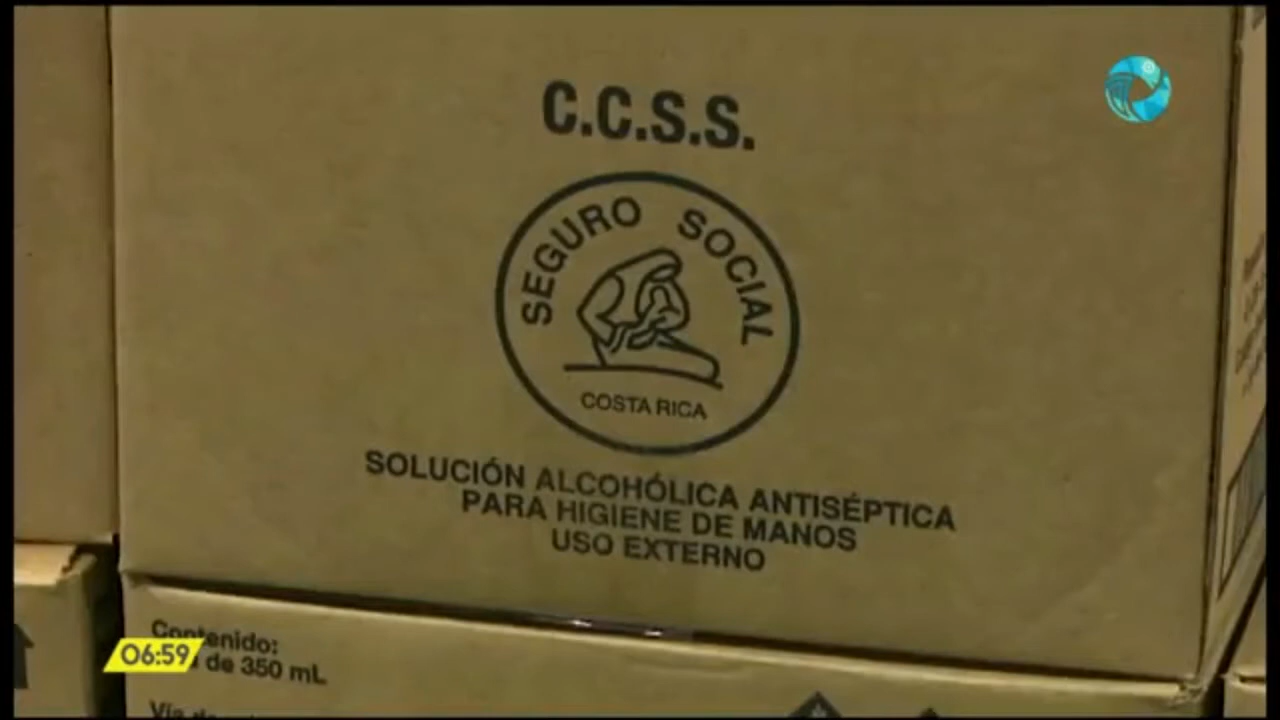 C.C.S.S.
SEGURO SOCIAL
COSTA RICA
SOLUCIÓN ALCOHÓLICA ANTISÉPTICA
PARA HIGIENE DE MANOS
USO EXTERNO
Contenido:
de 350 mL
06:59